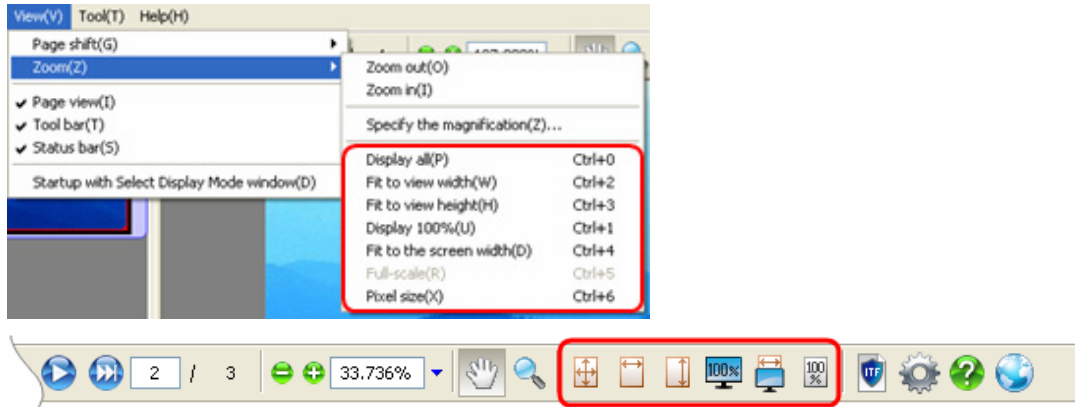 View(V) Tool(T) Help(H)
Page shift(G)
Zoom(Z)
Page view(I)
Tool bar(T)
Status bar(S)
Startup with Select Display Mode window(D)
Zoom out(O)
Zoom in(I)
Specify the magnification(Z)...
Display all(P) Ctrl+0
Fit to view width(W) Ctrl+2
Fit to view height(H) Ctrl+3
Display 100%(U) Ctrl+1
Fit to the screen width(D) Ctrl+4
Full-scale(R) Ctrl+5
Pixel size(X) Ctrl+6
2 / 3 33.736% 100% 100% ITF ?